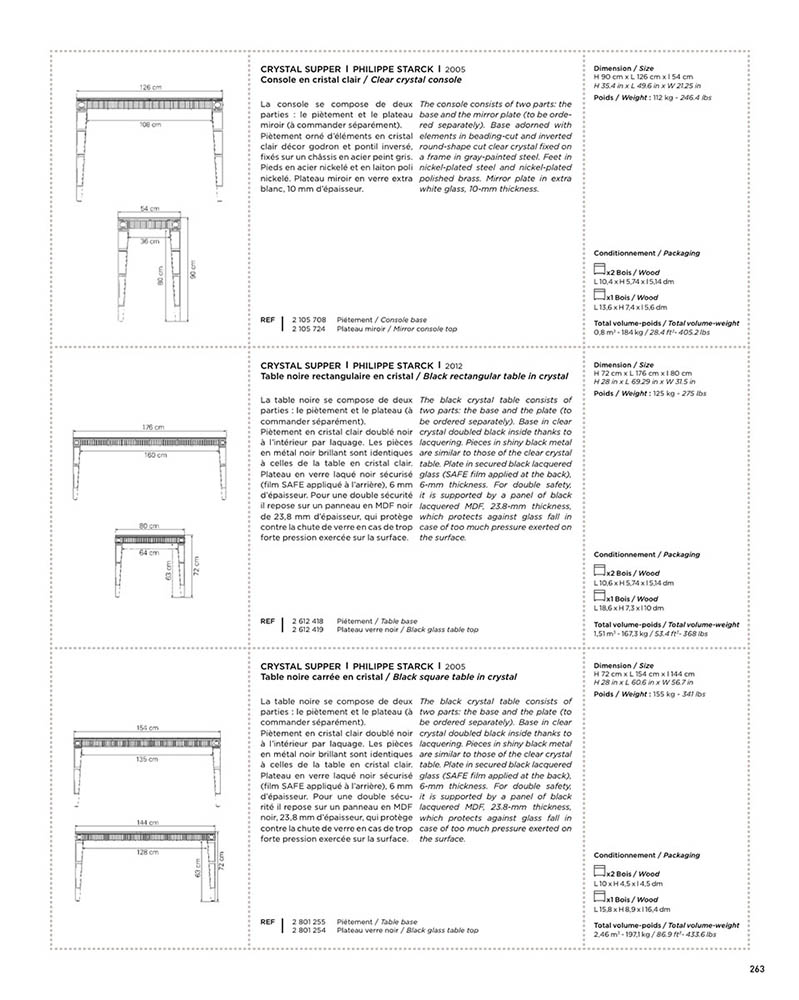 126 cm
108 cm
54 cm
36 cm
80 cm
90 cm
CRYSTAL SUPPER I PHILIPPE STARCK I 2005
Console en cristal clair / Clear crystal console
La console se compose de deux
parties : le piètement et le plateau
miroir (à commander séparément).
Piètement orné d'éléments en cristal
clair décor godron et pontil inversé,
fixés sur un châssis en acier peint gris.
Pieds en acier nickelé et en laiton poli
nickelé. Plateau miroir en verre extra
blanc, 10 mm d'épaisseur.
The console consists of two parts: the
base and the mirror plate (to be orde-
red separately). Base adorned with
elements in beading-cut and inverted
round-shape cut clear crystal fixed on
a frame in gray-painted steel. Feet in
nickel-plated steel and nickel-plated
polished brass. Mirror plate in extra
white glass, 10-mm thickness.
REF
2 105 708 Piétement / Console base
2 105 724 Plateau miroir / Mirror console top
Dimension / Size
H 90 cm x L 126 cm x l 54 cm
H 35.4 in x L 49.6 in x W 21.25 in
Poids / Weight : 112 kg - 246.4 lbs
Conditionnement / Packaging
x2 Bois / Wood
L 10,4 x H 5,74 x l 5,14 dm
x1 Bois / Wood
L 13,6 x H 7,4 x l 5,6 dm
Total volume-poids / Total volume-weight
0,8 m³ - 184 kg / 28.4 ft³- 405.2 lbs
176 cm
160 cm
80 cm
64 cm
63 cm
72 cm
CRYSTAL SUPPER I PHILIPPE STARCK I 2012
Table noire rectangulaire en cristal / Black rectangular table in crystal
La table noire se compose de deux
parties : le piètement et le plateau (à
commander séparément).
Piètement en cristal clair doublé noir
à l'intérieur par laquage. Les pièces
en métal noir brillant sont identiques
à celles de la table en cristal clair.
Plateau en verre laqué noir sécurisé
(film SAFE appliqué à l'arrière), 6 mm
d'épaisseur. Pour une double sécurité
il repose sur un panneau en MDF noir
de 23,8 mm d'épaisseur, qui protège
contre la chute de verre en cas de trop
forte pression exercée sur la surface.
The black crystal table consists of
two parts: the base and the plate (to
be ordered separately). Base in clear
crystal doubled black inside thanks to
lacquering. Pieces in shiny black metal
are similar to those of the clear crystal
table. Plate in secured black lacquered
glass (SAFE film applied at the back),
6-mm thickness. For double safety,
it is supported by a panel of black
lacquered MDF, 23.8-mm thickness,
which protects against glass fall in
case of too much pressure exerted on
the surface.
REF
2 612 418 Piétement / Table base
2 612 419 Plateau verre noir / Black glass table top
Dimension / Size
H 72 cm x L 176 cm x l 80 cm
H 28 in x L 69.29 in x W 31.5 in
Poids / Weight : 125 kg - 275 lbs
Conditionnement / Packaging
x2 Bois / Wood
L 10,6 x H 5,74 x l 5,14 dm
x1 Bois / Wood
L 18,6 x H 7,3 x l 10 dm
Total volume-poids / Total volume-weight
1,51 m³ - 167,3 kg / 53.4 ft³- 368 lbs
154 cm
135 cm
144 cm
128 cm
63 cm
72 cm
CRYSTAL SUPPER I PHILIPPE STARCK I 2005
Table noire carrée en cristal / Black square table in crystal
La table noire se compose de deux
parties : le piètement et le plateau (à
commander séparément).
Piètement en cristal clair doublé noir
à l'intérieur par laquage. Les pièces
en métal noir brillant sont identiques
à celles de la table en cristal clair.
Plateau en verre laqué noir sécurisé
(film SAFE appliqué à l'arrière), 6 mm
d'épaisseur. Pour une double sécu-
rité il repose sur un panneau en MDF
noir, 23,8 mm d'épaisseur, qui protège
contre la chute de verre en cas de trop
forte pression exercée sur la surface.
The black crystal table consists of
two parts: the base and the plate (to
be ordered separately). Base in clear
crystal doubled black inside thanks to
lacquering. Pieces in shiny black metal
are similar to those of the clear crystal
table. Plate in secured black lacquered
glass (SAFE film applied at the back),
6-mm thickness. For double safety,
it is supported by a panel of black
lacquered MDF, 23.8-mm thickness,
which protects against glass fall in
case of too much pressure exerted on
the surface.
REF
2 801 255 Piétement / Table base
2 801 254 Plateau verre noir / Black glass table top
Dimension / Size
H 72 cm x L 154 cm x l 144 cm
H 28 in x L 60.6 in x W 56.7 in
Poids / Weight : 155 kg - 341 lbs
Conditionnement / Packaging
x2 Bois / Wood
L 10 x H 4,5 x l 4,5 dm
x1 Bois / Wood
L 15,8 x H 8,9 x l 16,4 dm
Total volume-poids / Total volume-weight
2,46 m³ - 197,1 kg / 86.9 ft³- 433.6 lbs
263